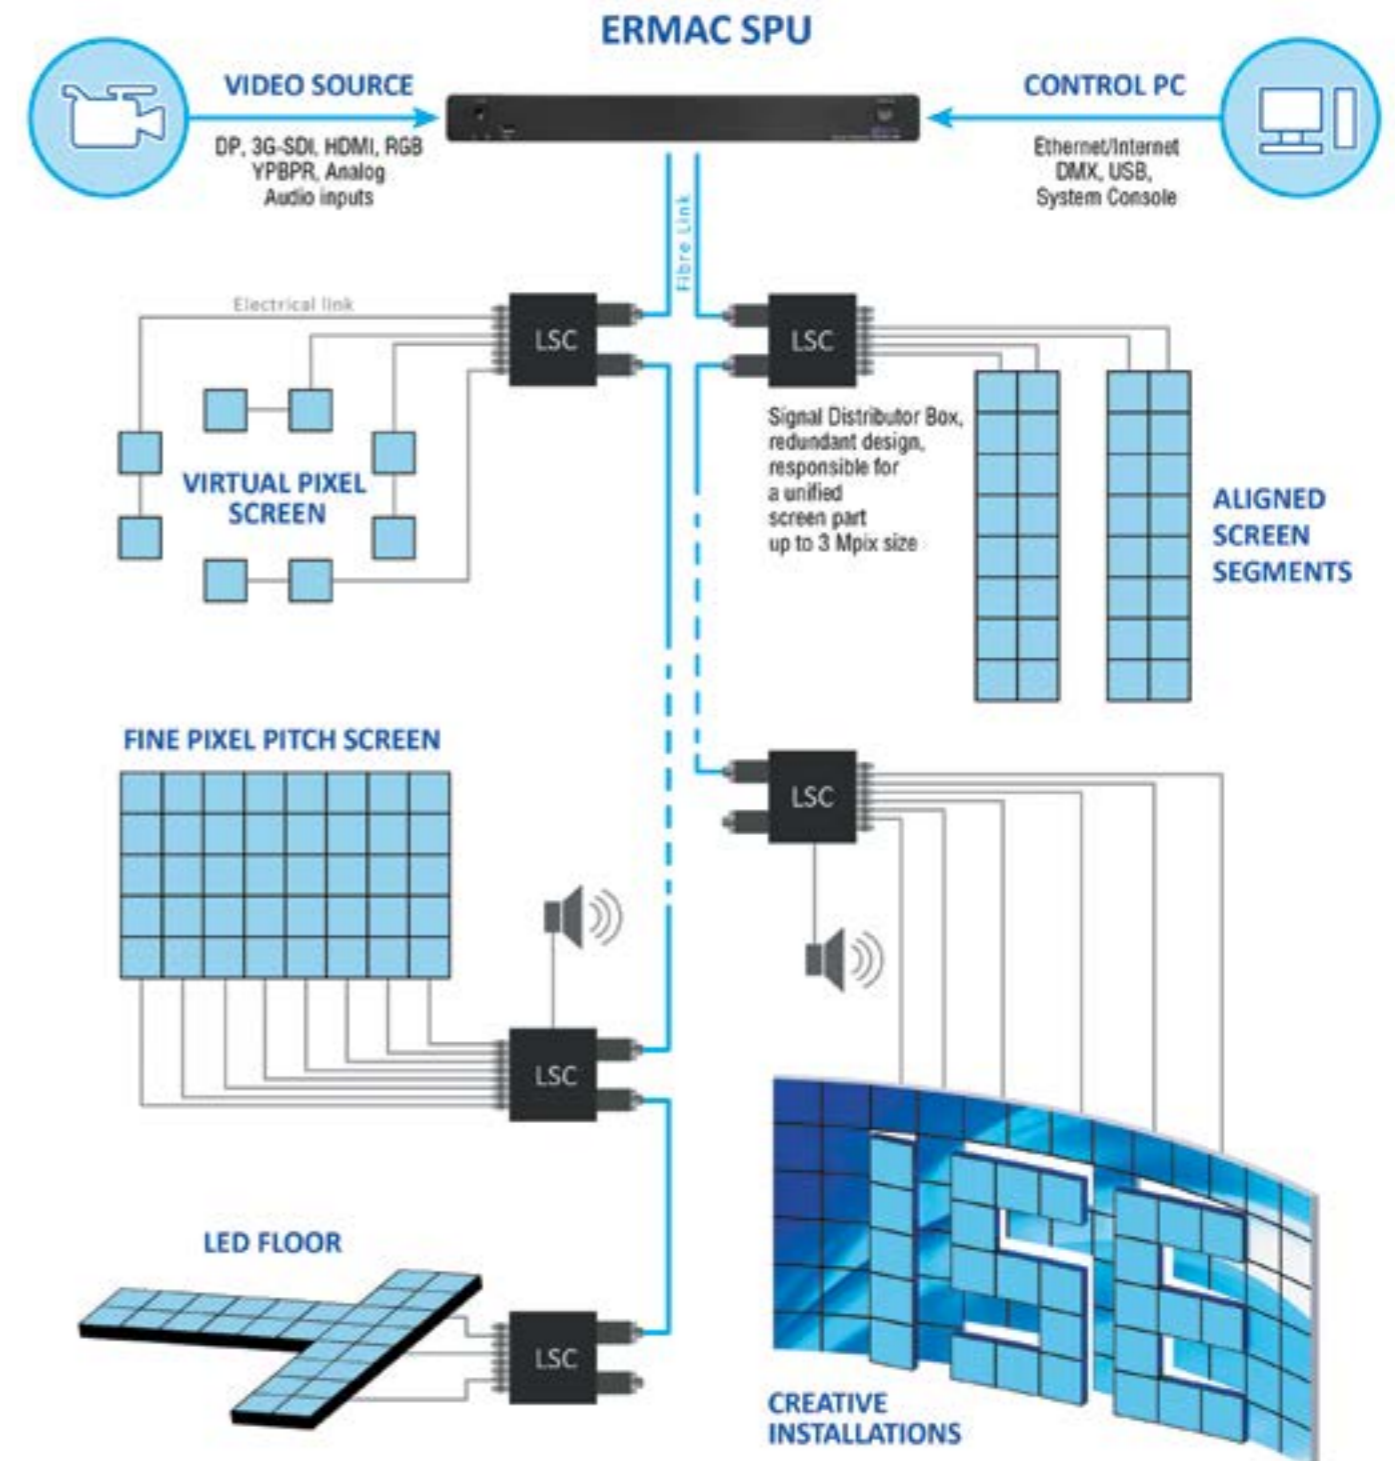 ERMAC SPU
VIDEO SOURCE
DP, 3G-SDI, HDMI, RGB
YPBPR, Analog
Audio inputs
CONTROL PC
Ethernet/Internet
DMX, USB,
System Console
Fibre Link
Electrical link
LSC
LSC
VIRTUAL PIXEL
SCREEN
Signal Distributor Box,
redundant design,
responsible for
a unified
screen part
up to 3 Mpix size
ALIGNED
SCREEN
SEGMENTS
FINE PIXEL PITCH SCREEN
LSC
LSC
LED FLOOR
LSC
ISE
CREATIVE
INSTALLATIONS